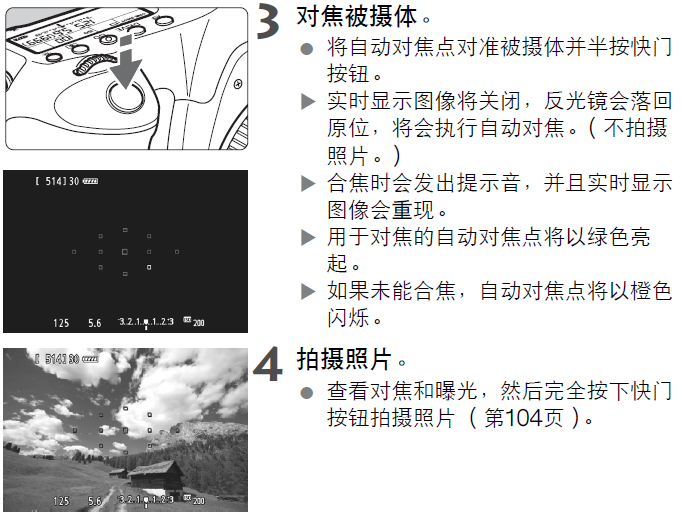 3 对焦被摄体。
● 将自动对焦点对准被摄体并半按快门
按钮。
▶ 实时显示图像将关闭，反光镜会落回
原位，将会执行自动对焦。( 不拍摄
照片。)
▶ 合焦时会发出提示音，并且实时显示
图像会重现。
▶ 用于对焦的自动对焦点将以绿色亮
起。
▶ 如果未能合焦，自动对焦点将以橙色
闪烁。
[ 514] 30
125 5.6 -3..2..1..▼..1..2.:3 200
4 拍摄照片。
● 查看对焦和曝光，然后完全按下快门
按钮拍摄照片 （ 第104页 ）。
[ 514] 30
125 5.6 -3..2..1..▼..1..2.:3 200